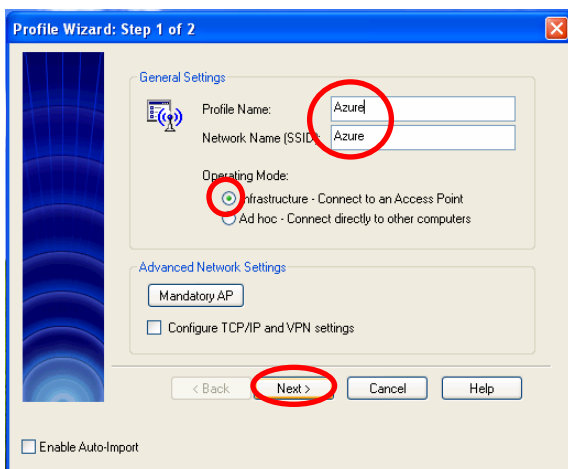 Profile Wizard: Step 1 of 2
General Settings
Profile Name: Azure
Network Name (SSID): Azure
Operating Mode:
Infrastructure - Connect to an Access Point
Ad hoc - Connect directly to other computers
Advanced Network Settings
Mandatory AP
Configure TCP/IP and VPN settings
< Back Next > Cancel Help
Enable Auto-Import